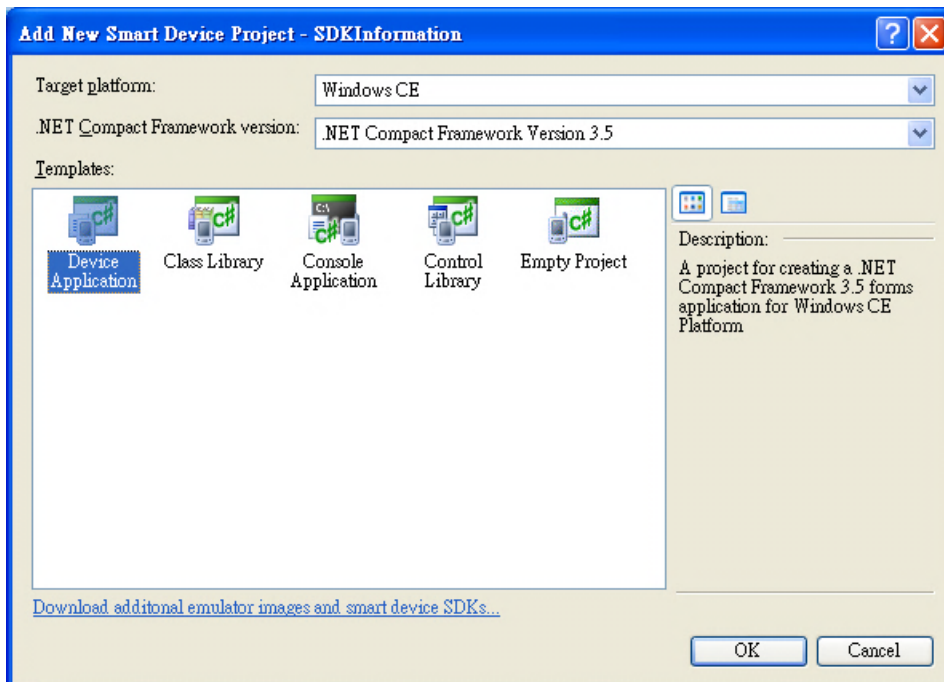 Add New Smart Device Project - SDKInformation
Target platform:
Windows CE
.NET Compact Framework version:
.NET Compact Framework Version 3.5
Templates:
Device
Application
Class Library
Console
Application
Control
Library
Empty Project
Description:
A project for creating a .NET
Compact Framework 3.5 forms
application for Windows CE
Platform
Download additonal emulator images and smart device SDKs...
OK
Cancel